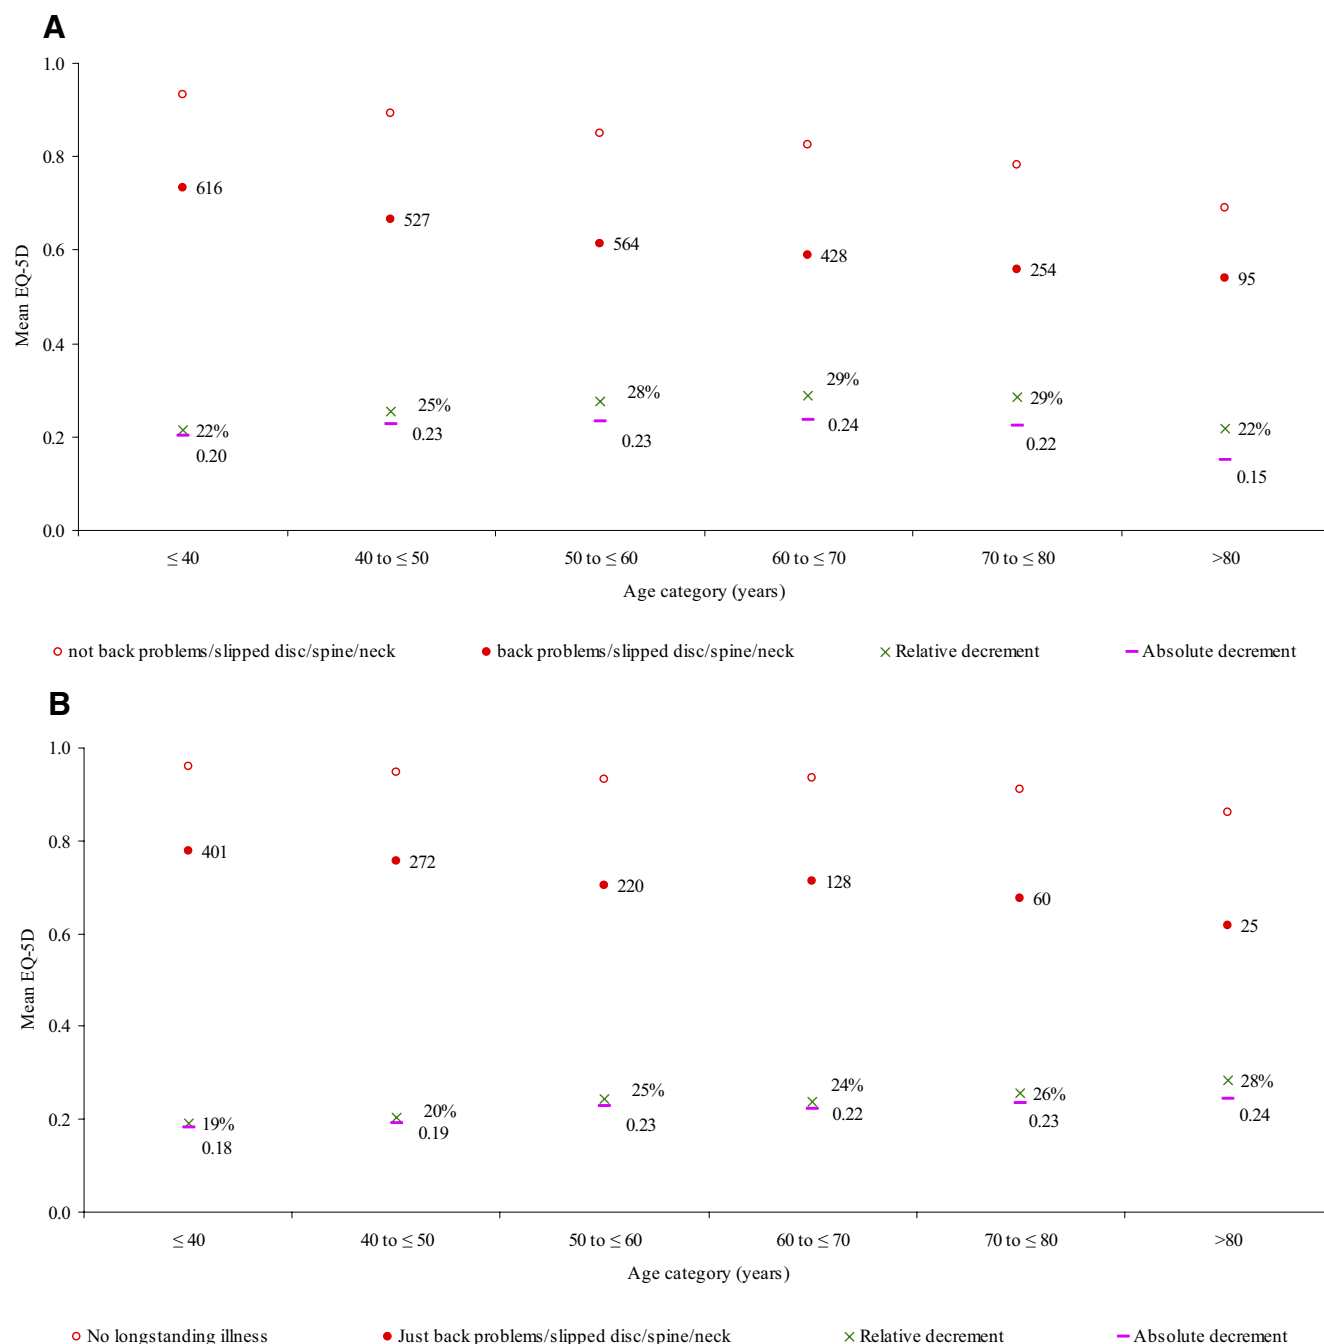 A
1.0
0.8
0.6
0.4
0.2
0.0
Mean EQ-5D
616
527
564
428
254
95
22%
25%
28%
29%
29%
22%
0.20
0.23
0.23
0.24
0.22
0.15
≤ 40
40 to ≤ 50
50 to ≤ 60
60 to ≤ 70
70 to ≤ 80
>80
Age category (years)
not back problems/slipped disc/spine/neck
back problems/slipped disc/spine/neck
Relative decrement
Absolute decrement
B
1.0
0.8
0.6
0.4
0.2
0.0
Mean EQ-5D
401
272
220
128
60
25
19%
20%
25%
24%
26%
28%
0.18
0.19
0.23
0.22
0.23
0.24
≤ 40
40 to ≤ 50
50 to ≤ 60
60 to ≤ 70
70 to ≤ 80
>80
Age category (years)
No longstanding illness
Just back problems/slipped disc/spine/neck
Relative decrement
Absolute decrement